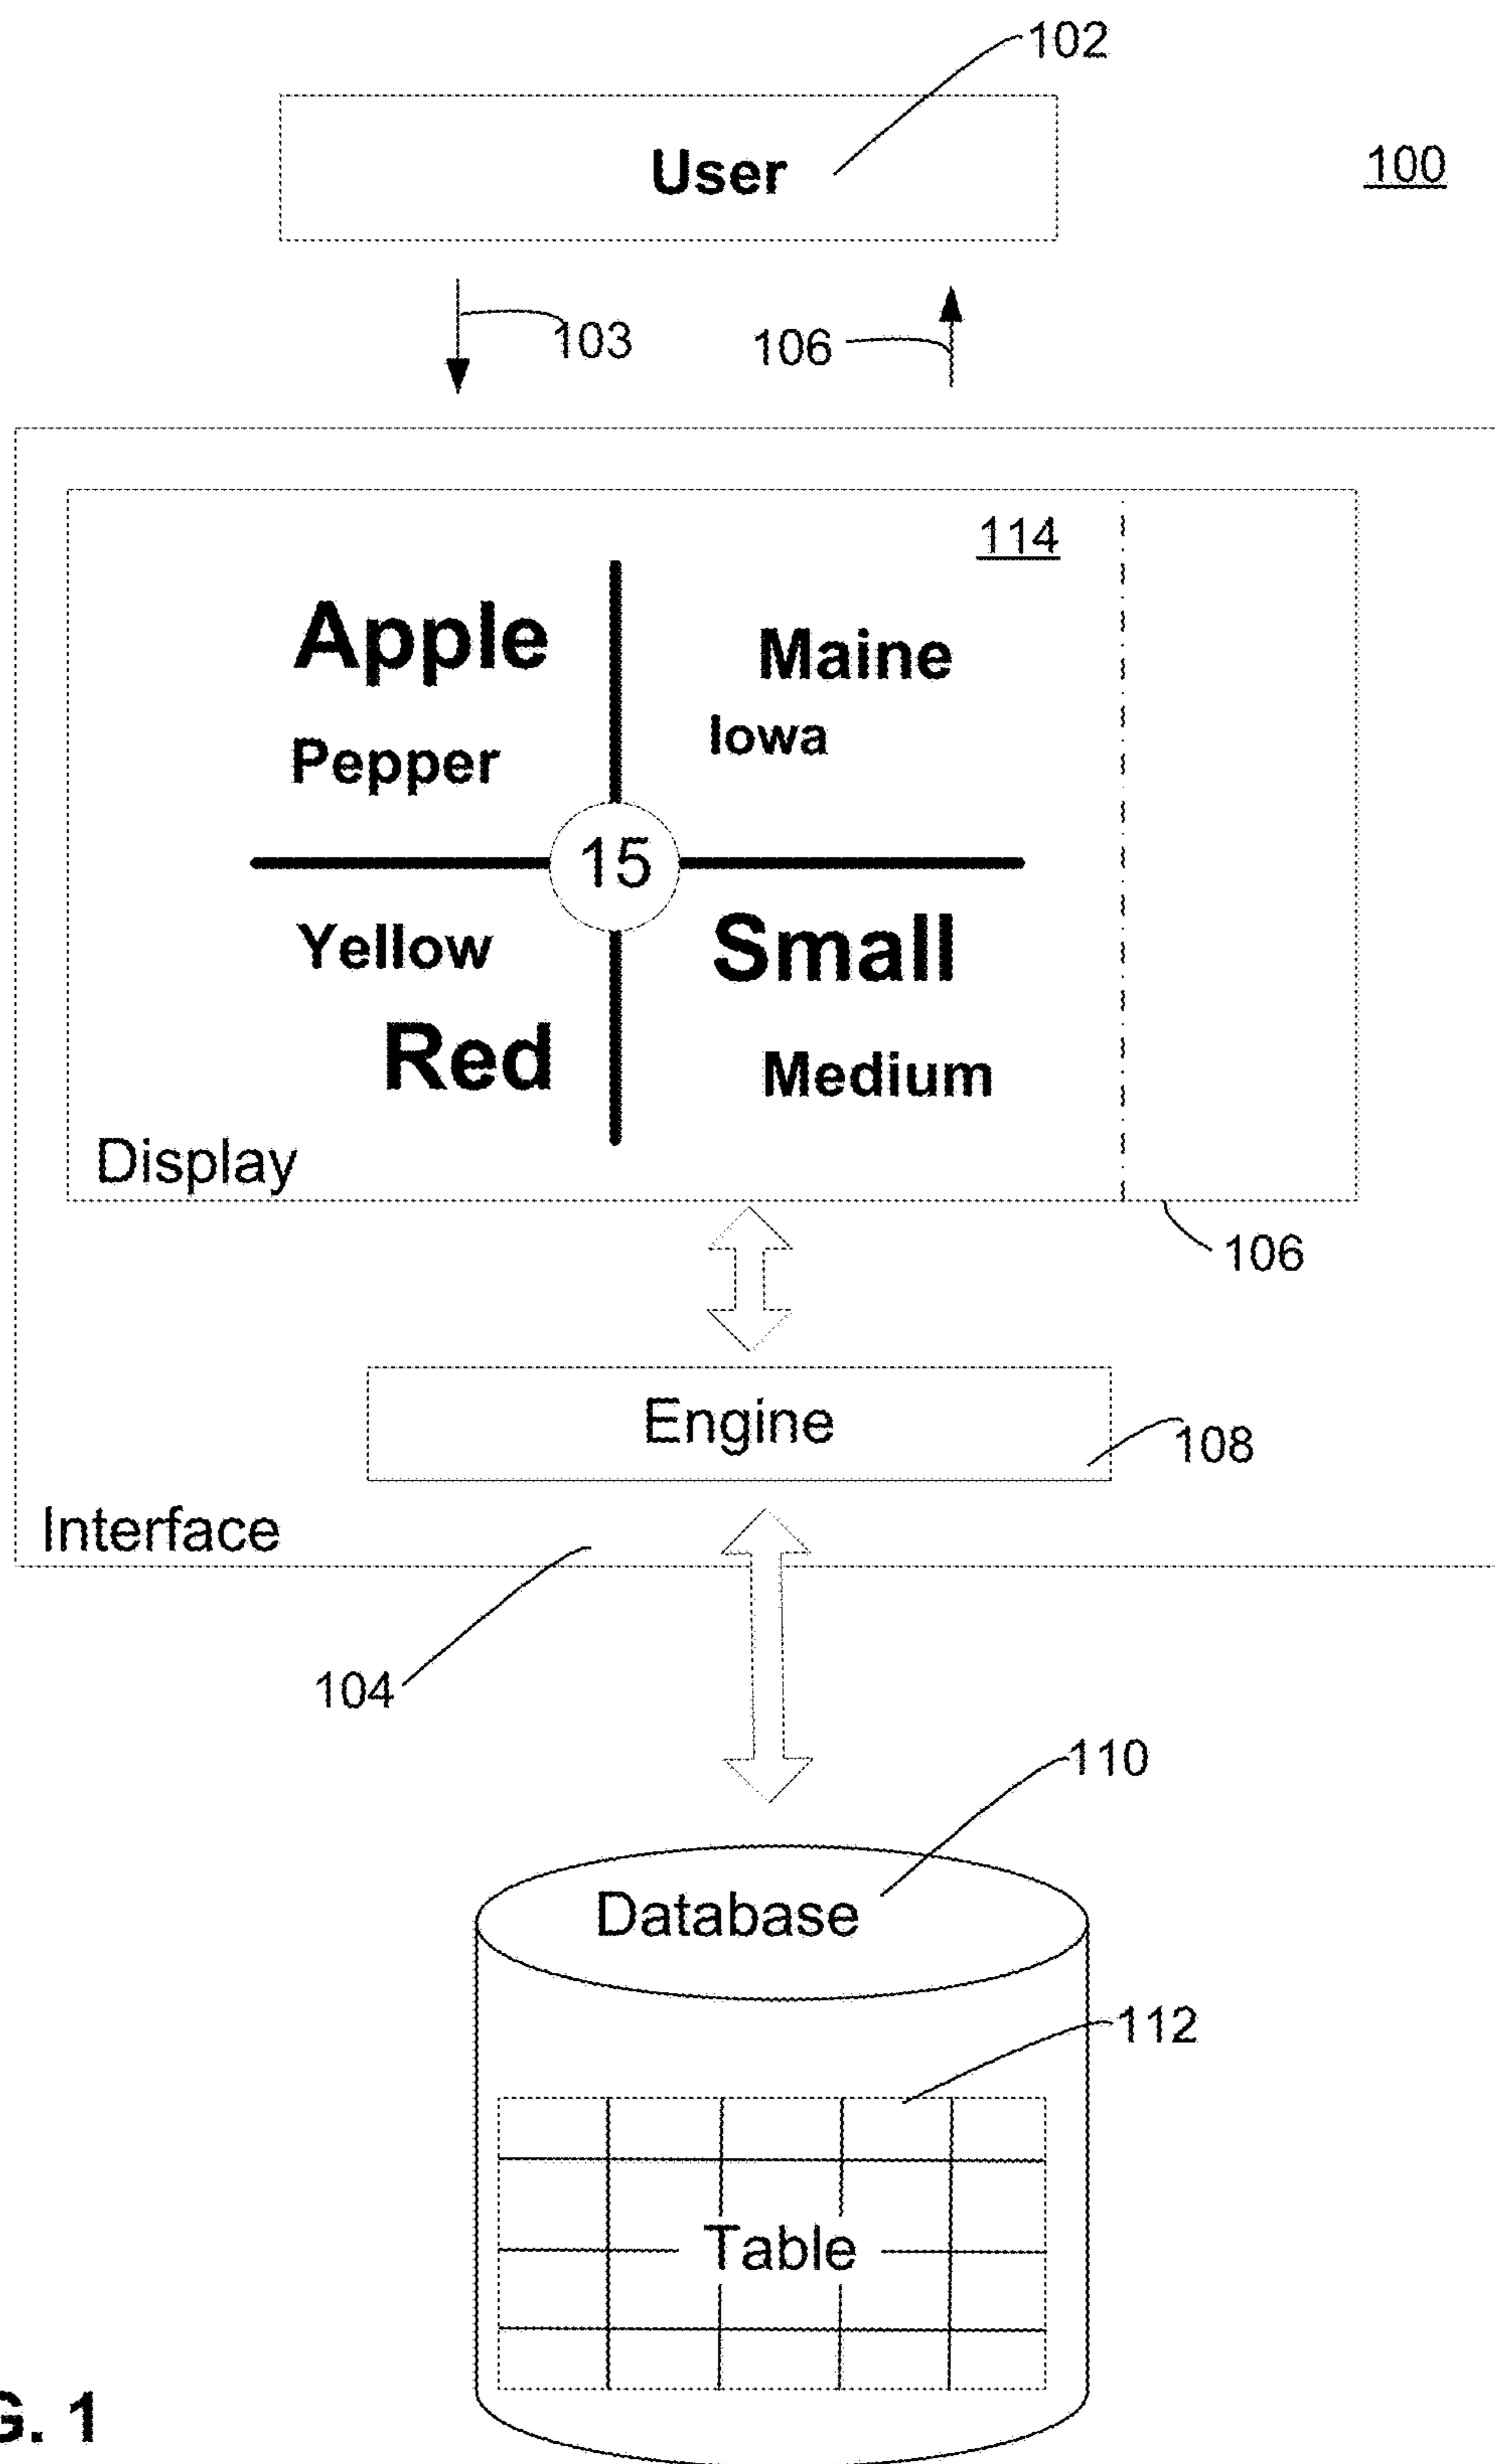 102
User
100
103
106
114
Apple
Maine
Pepper
Iowa
15
Yellow
Small
Red
Medium
Display
106
Engine
108
Interface
104
110
Database
112
Table
G. 1